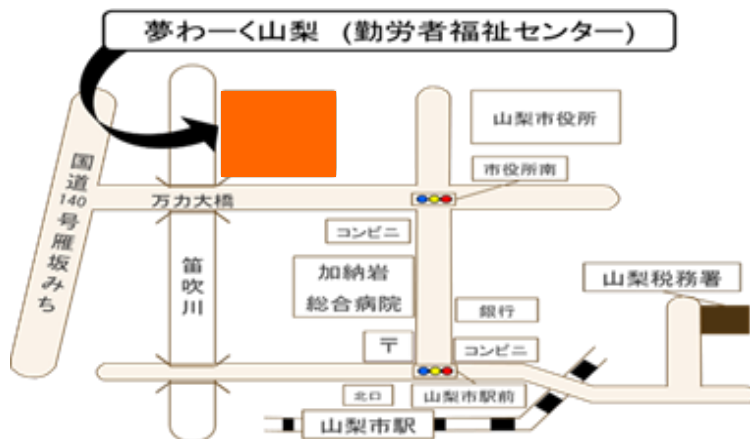 夢わーく山梨 (勤労者福祉センター)
山梨市役所
市役所南
国道140号雁坂みち
万力大橋
コンビニ
笛吹川
加納岩
総合病院
山梨税務署
銀行
〒
コンビニ
北口
山梨市駅前
山梨市駅